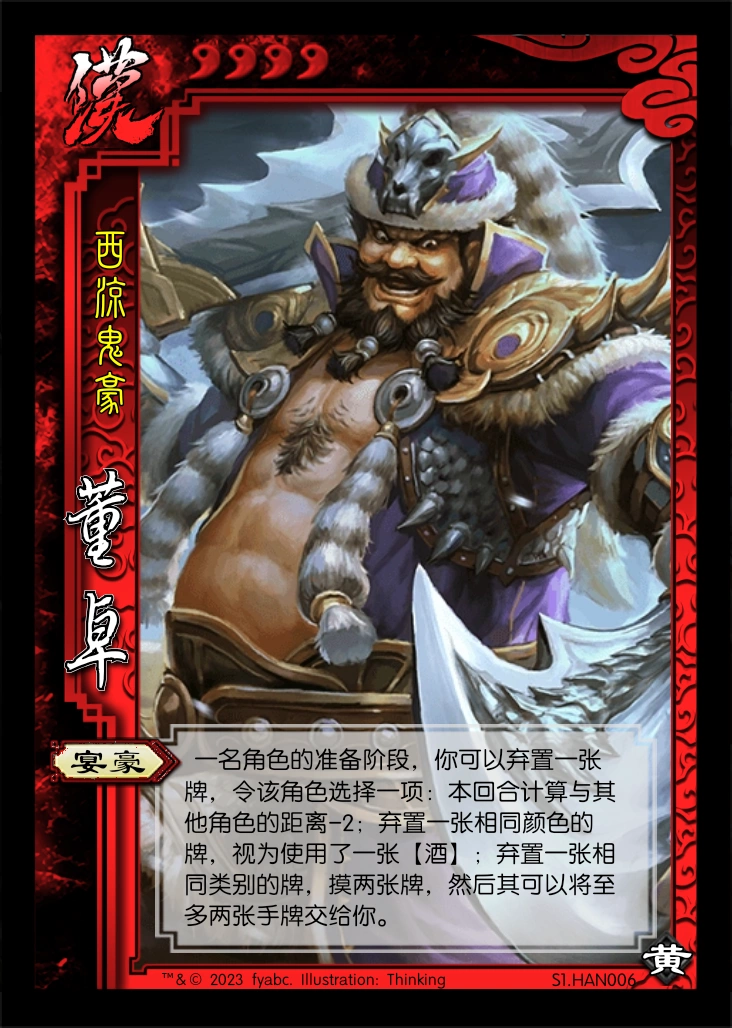 西凉鬼豪
董卓
宴豪
一名角色的准备阶段，你可以弃置一张
牌，令该角色选择一项：本回合计算与其
他角色的距离-2；弃置一张相同颜色的
牌，视为使用了一张【酒】；弃置一张相
同类别的牌，摸两张牌，然后其可以将至
多两张手牌交给你。
黄
™&© 2023 fyabc. Illustration: Thinking
S1.HAN006